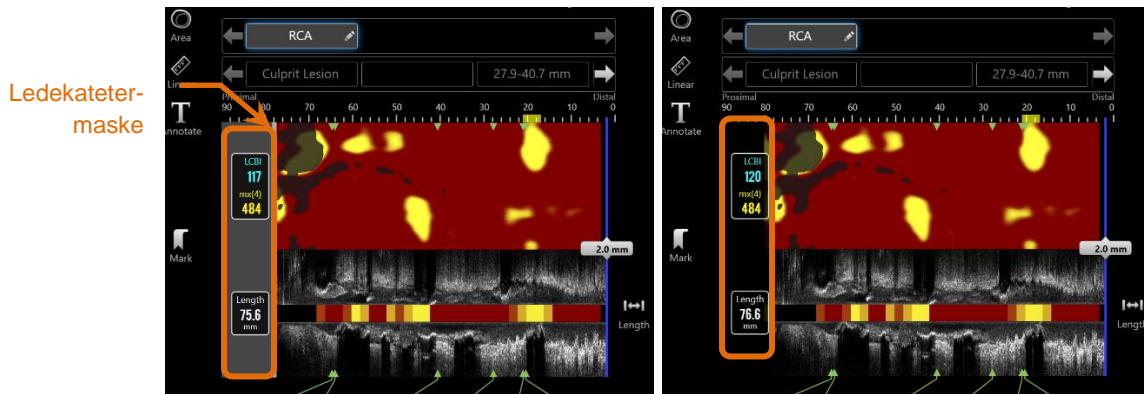 Ledekateter-
maske
Area
Linear
Annotate
Mark
RCA
Culprit Lesion
27.9-40.7 mm
Proximal
Distal
90 80 70 60 50 40 30 20 10 0
LCBI
117
mx(4)
484
2.0 mm
Length
75.6
mm
Length
Area
Linear
Annotate
Mark
RCA
Culprit Lesion
27.9-40.7 mm
Proximal
Distal
90 80 70 60 50 40 30 20 10 0
LCBI
120
mx(4)
484
2.0 mm
Length
76.6
mm